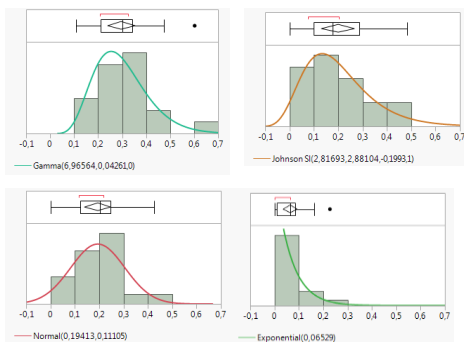 -0,1 0 0,1 0,2 0,3 0,4 0,5 0,6 0,7
Gamma(6,96564,0,04261,0)
-0,1 0 0,1 0,2 0,3 0,4 0,5 0,6 0,7
Johnson Sl(2,81693,2,88104,-0,1993,1)
-0,1 0 0,1 0,2 0,3 0,4 0,5 0,6 0,7
Normal(0,19413,0,11105)
-0,1 0 0,1 0,2 0,3 0,4 0,5 0,6 0,7
Exponential(0,06529)